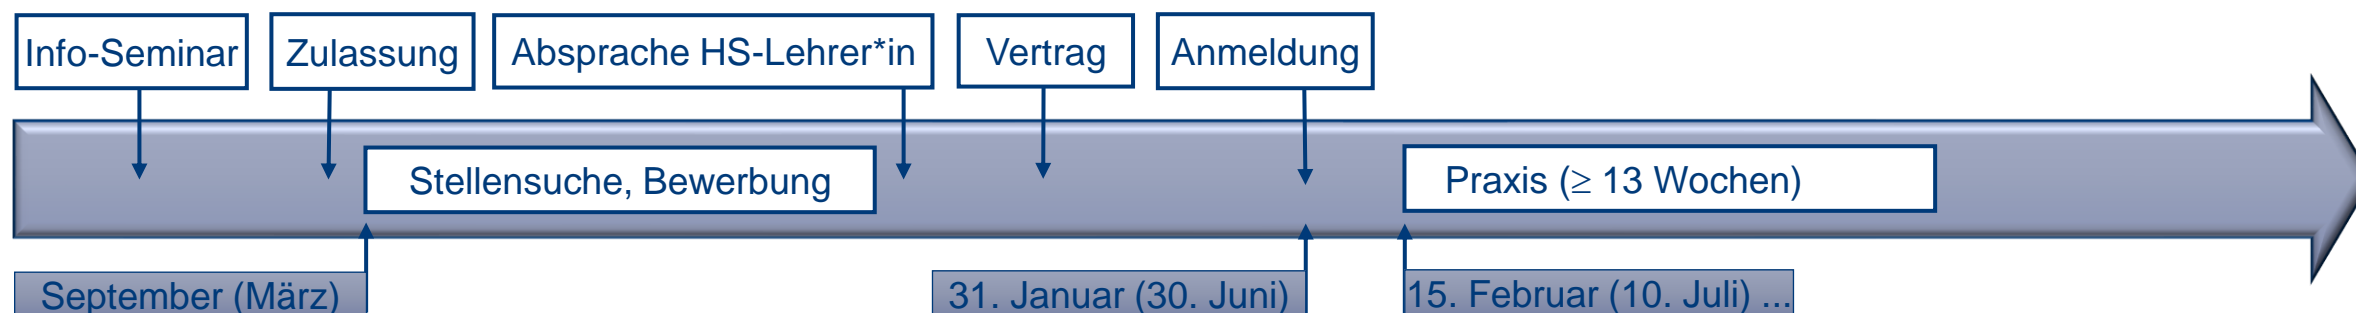 Info-Seminar
Zulassung
Absprache HS-Lehrer*in
Vertrag
Anmeldung
Stellensuche, Bewerbung
Praxis (≥ 13 Wochen)
September (März)
31. Januar (30. Juni)
15. Februar (10. Juli) ...